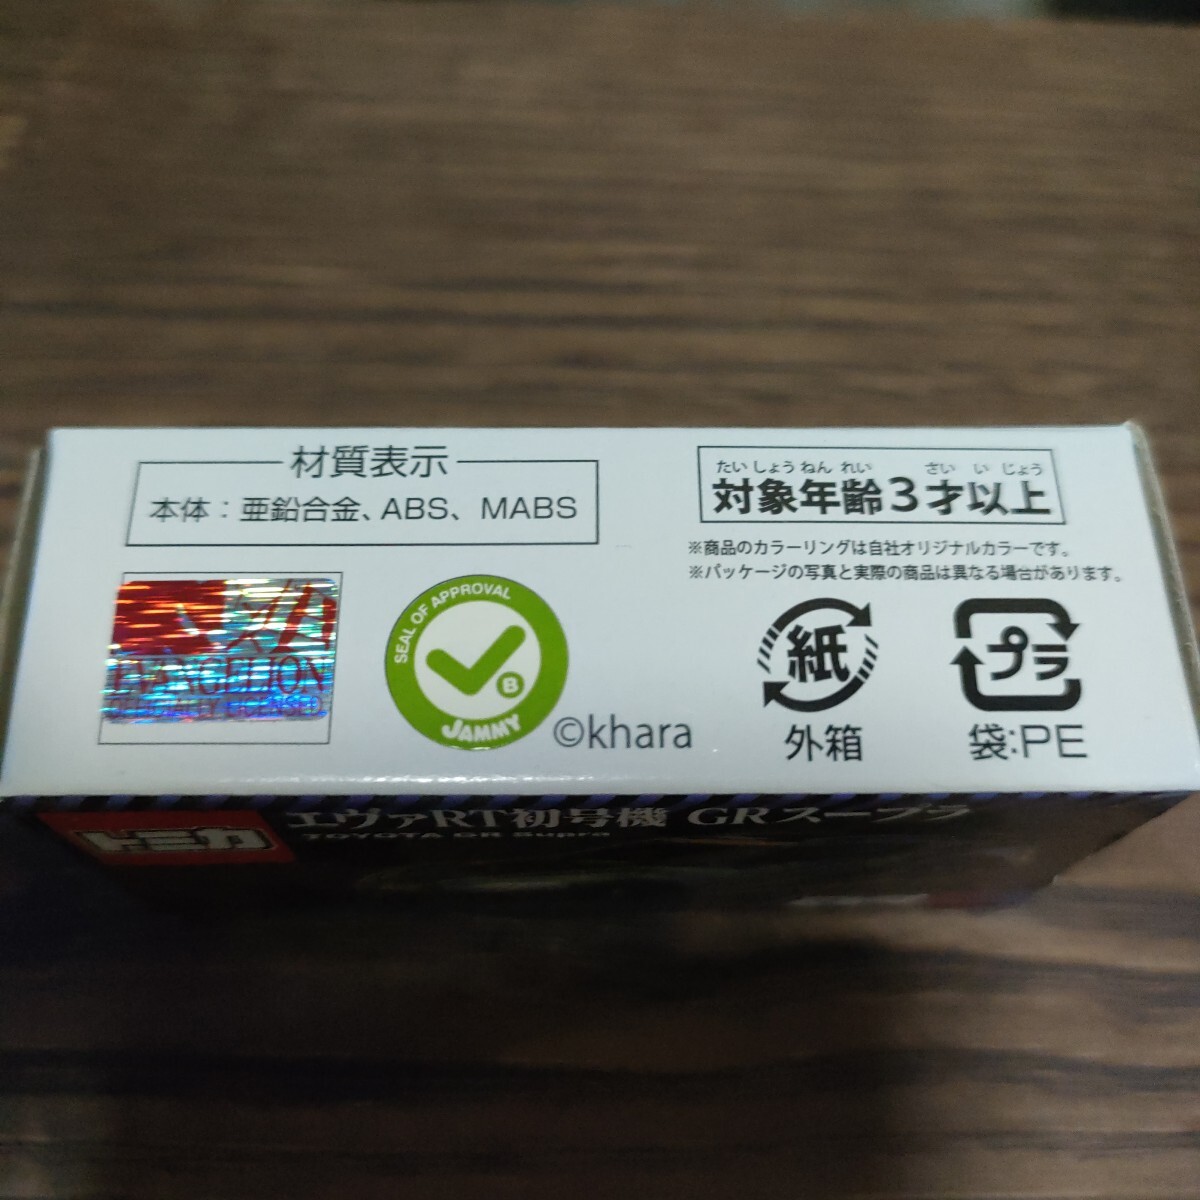 材質表示
本体：亜鉛合金、ABS、MABS
たいしょうねんれい さいいじょう
対象年齢3才以上
※商品のカラーリングは自社オリジナルカラーです。
※パッケージの写真と実際の商品は異なる場合があります。
EVANGELION
OFFICIALLY LICENSED
SEAL OF APPROVAL
B
JAMMY
©khara
紙
外箱
プラ
袋:PE
トミカ
エヴァRT初号機 GRスープラ
TOYOTA GR Supra